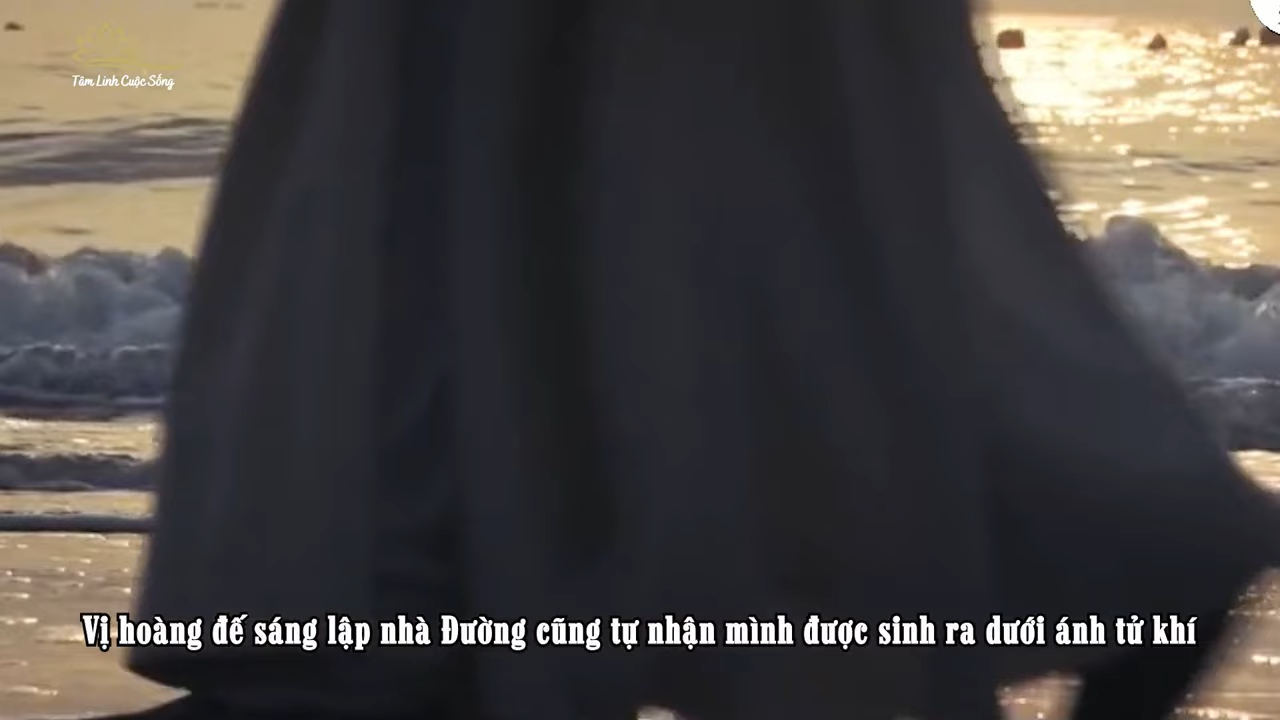 Tâm Linh Cuộc Sống
Vị hoàng đế sáng lập nhà Đường cũng tự nhận mình được sinh ra dưới ánh tử khí